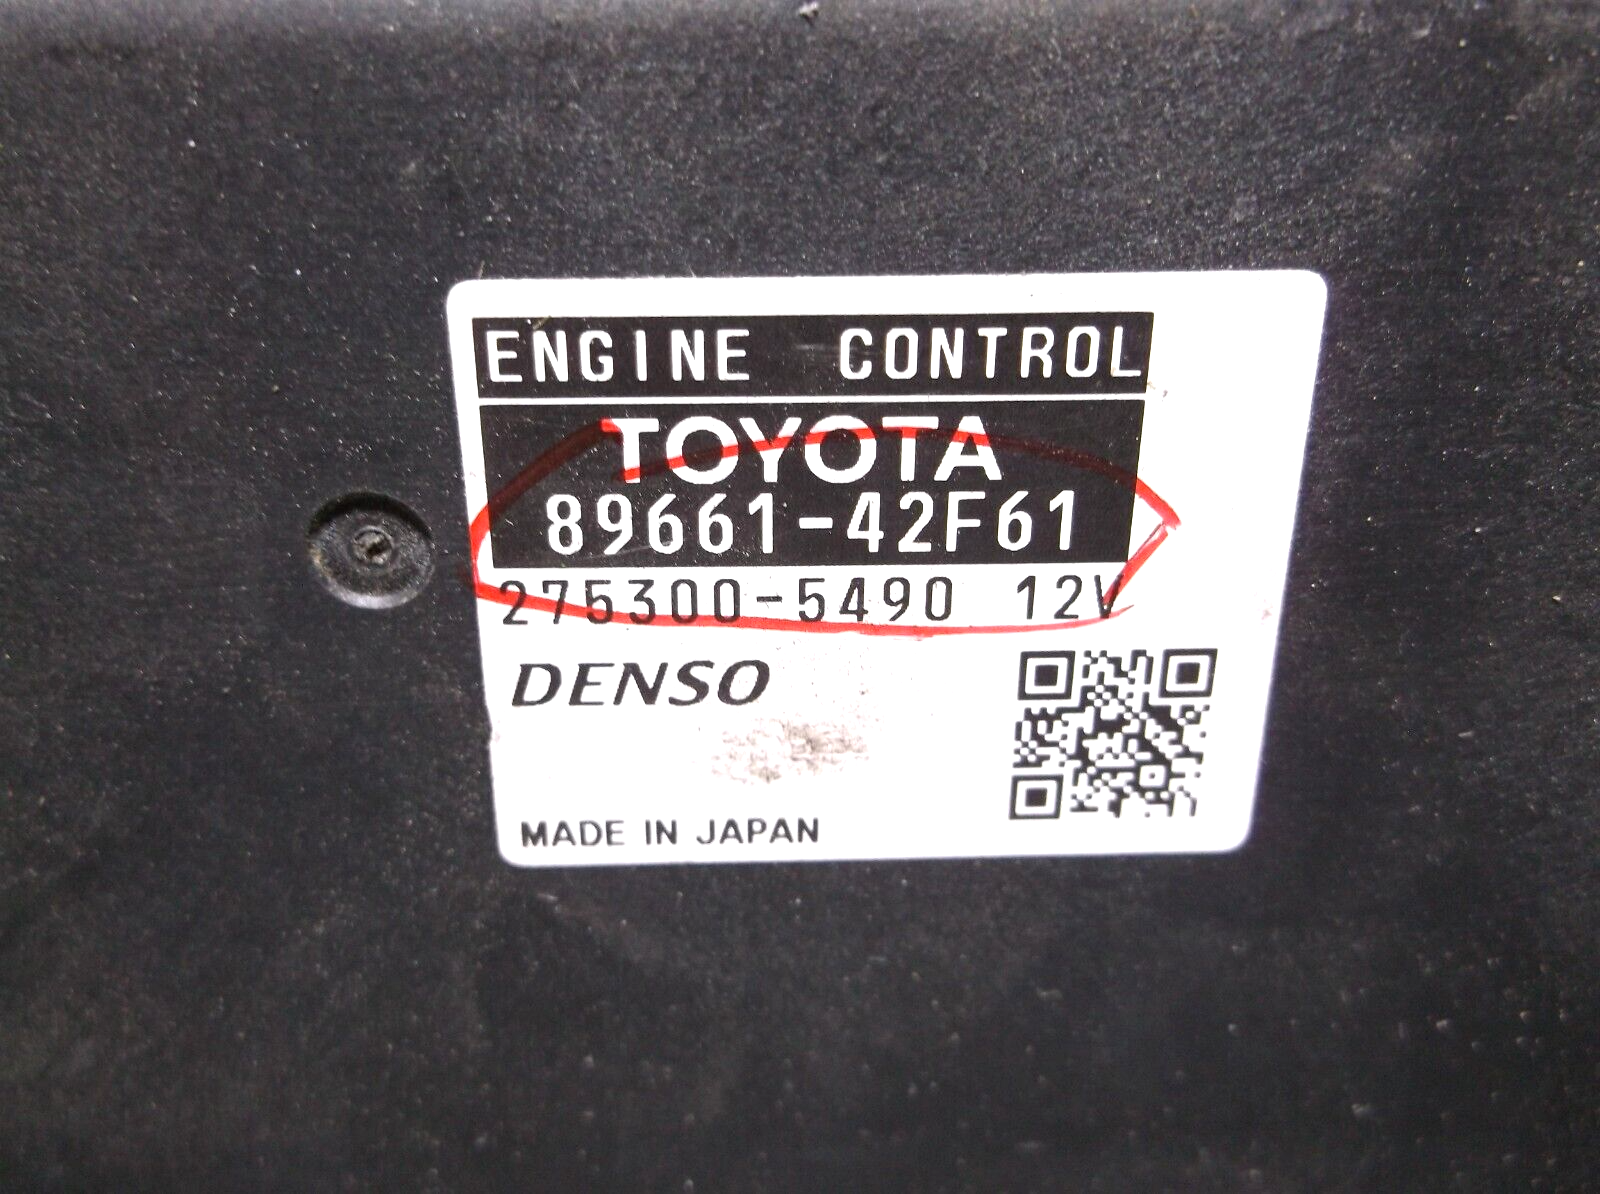 ENGINE CONTROL
TOYOTA
89661-42F61
275300-5490 12V
DENSO
MADE IN JAPAN